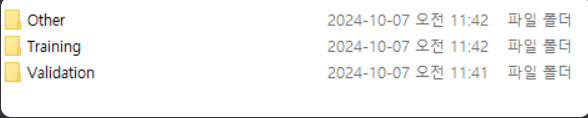 Other 2024-10-07 오전 11:42 파일 폴더
Training 2024-10-07 오전 11:42 파일 폴더
Validation 2024-10-07 오전 11:41 파일 폴더